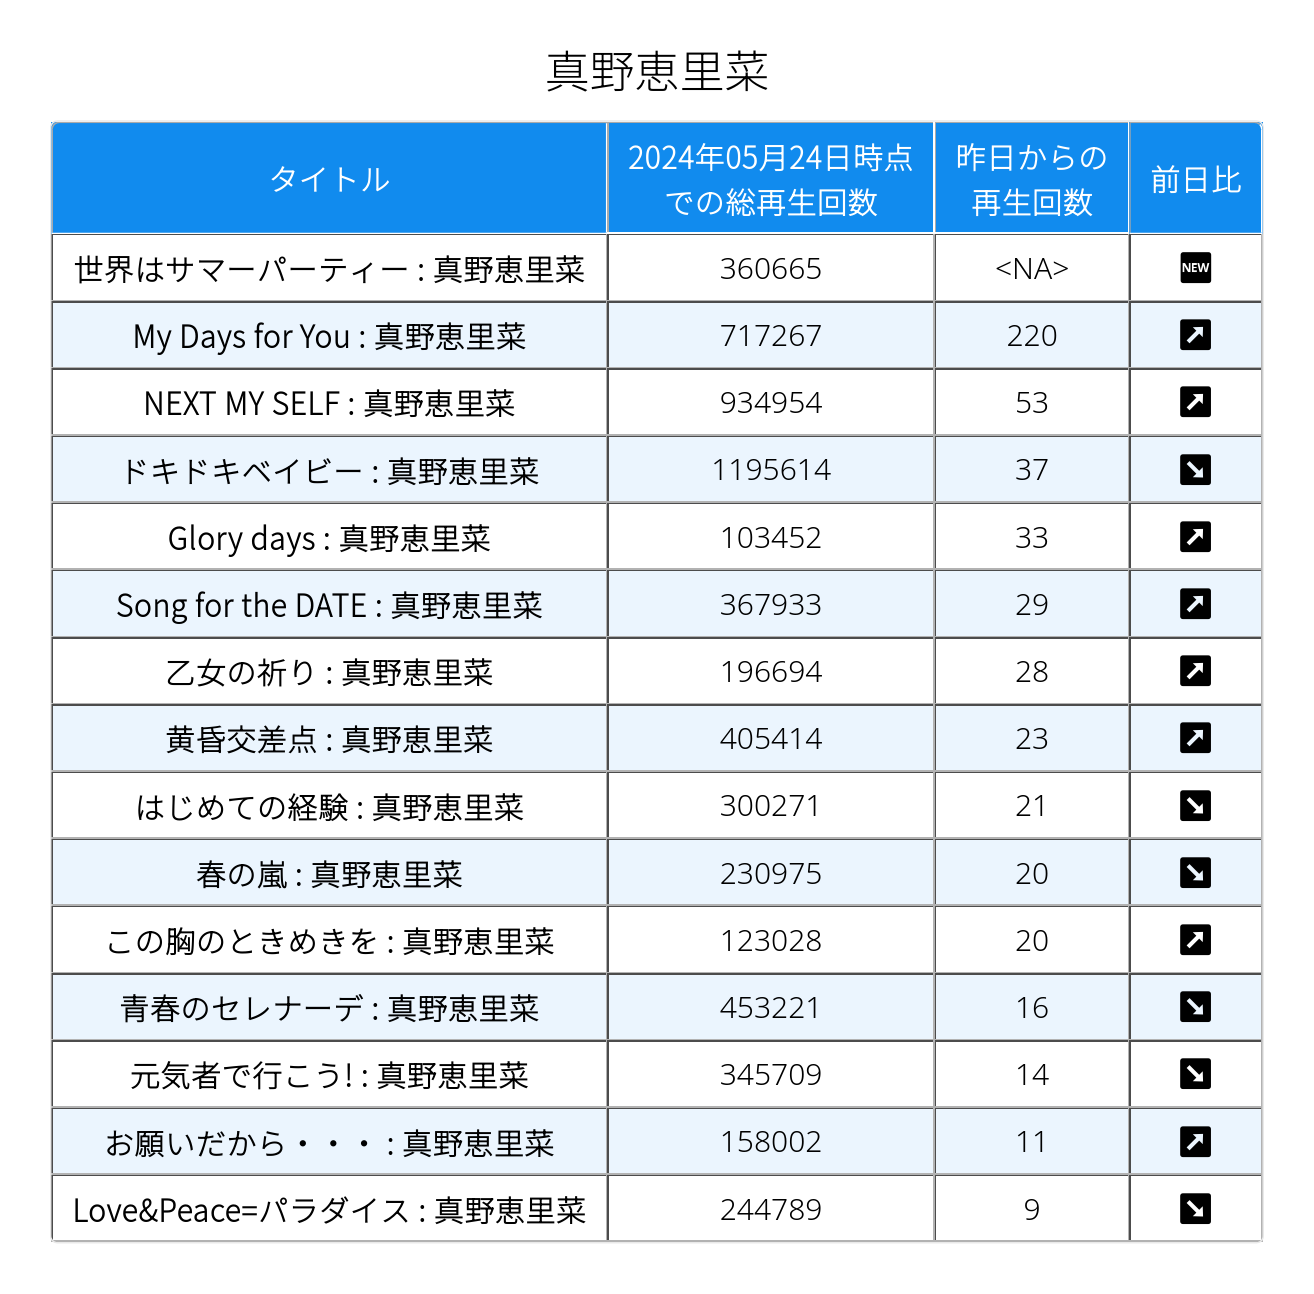 真野恵里菜
タイトル
2024年05月24日時点
での総再生回数
昨日からの
再生回数
前日比
世界はサマーパーティー : 真野恵里菜 360665 <NA> NEW
My Days for You : 真野恵里菜 717267 220
NEXT MY SELF : 真野恵里菜 934954 53
ドキドキベイビー : 真野恵里菜 1195614 37
Glory days : 真野恵里菜 103452 33
Song for the DATE : 真野恵里菜 367933 29
乙女の祈り : 真野恵里菜 196694 28
黄昏交差点 : 真野恵里菜 405414 23
はじめての経験 : 真野恵里菜 300271 21
春の嵐 : 真野恵里菜 230975 20
この胸のときめきを : 真野恵里菜 123028 20
青春のセレナーデ : 真野恵里菜 453221 16
元気者で行こう! : 真野恵里菜 345709 14
お願いだから・・・ : 真野恵里菜 158002 11
Love&Peace=パラダイス : 真野恵里菜 244789 9